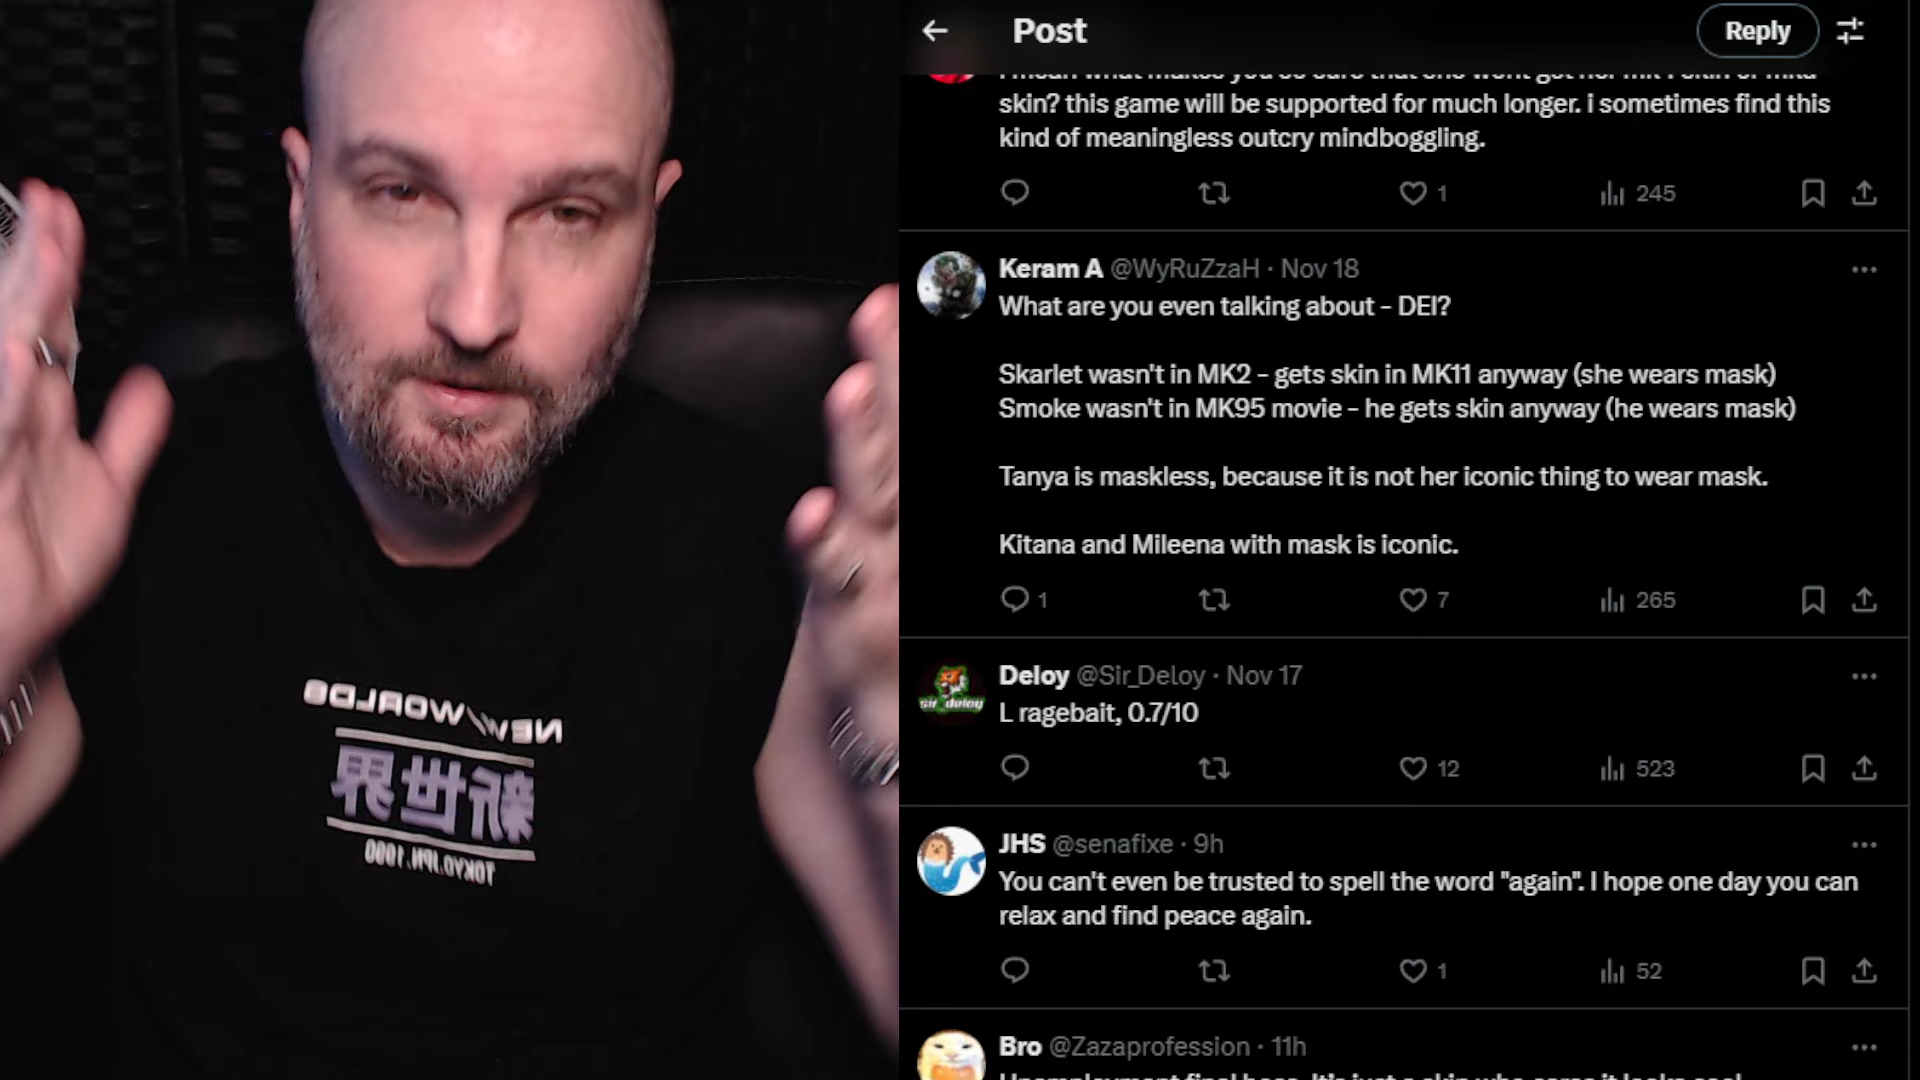 NEW WORLDS
新世界
TOKYO.JPN.1990
Post
Reply
skin? this game will be supported for much longer. i sometimes find this
kind of meaningless outcry mindboggling.
1
245
Keram A @WyRuZzaH · Nov 18
What are you even talking about - DEI?
Skarlet wasn't in MK2 - gets skin in MK11 anyway (she wears mask)
Smoke wasn't in MK95 movie - he gets skin anyway (he wears mask)
Tanya is maskless, because it is not her iconic thing to wear mask.
Kitana and Mileena with mask is iconic.
1
7
265
sir deloy
Deloy @Sir_Deloy · Nov 17
L ragebait, 0.7/10
12
523
JHS @senafixe · 9h
You can't even be trusted to spell the word "again". I hope one day you can
relax and find peace again.
1
52
Bro @Zazaprofession · 11h